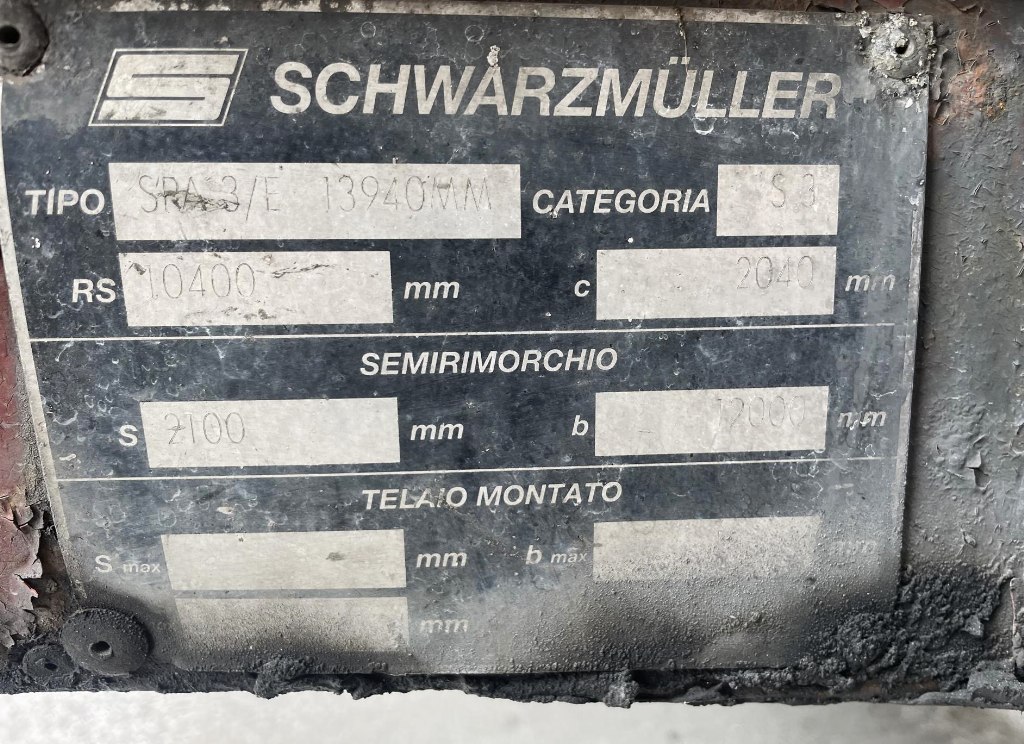 SCHWARZMÜLLER
TIPO SRA 3/E 13940MM CATEGORIA S.3
RS 10400 mm c 2040 mm
SEMIRIMORCHIO
S 2100 mm b 12000 mm
TELAIO MONTATO
S max mm b max mm
mm